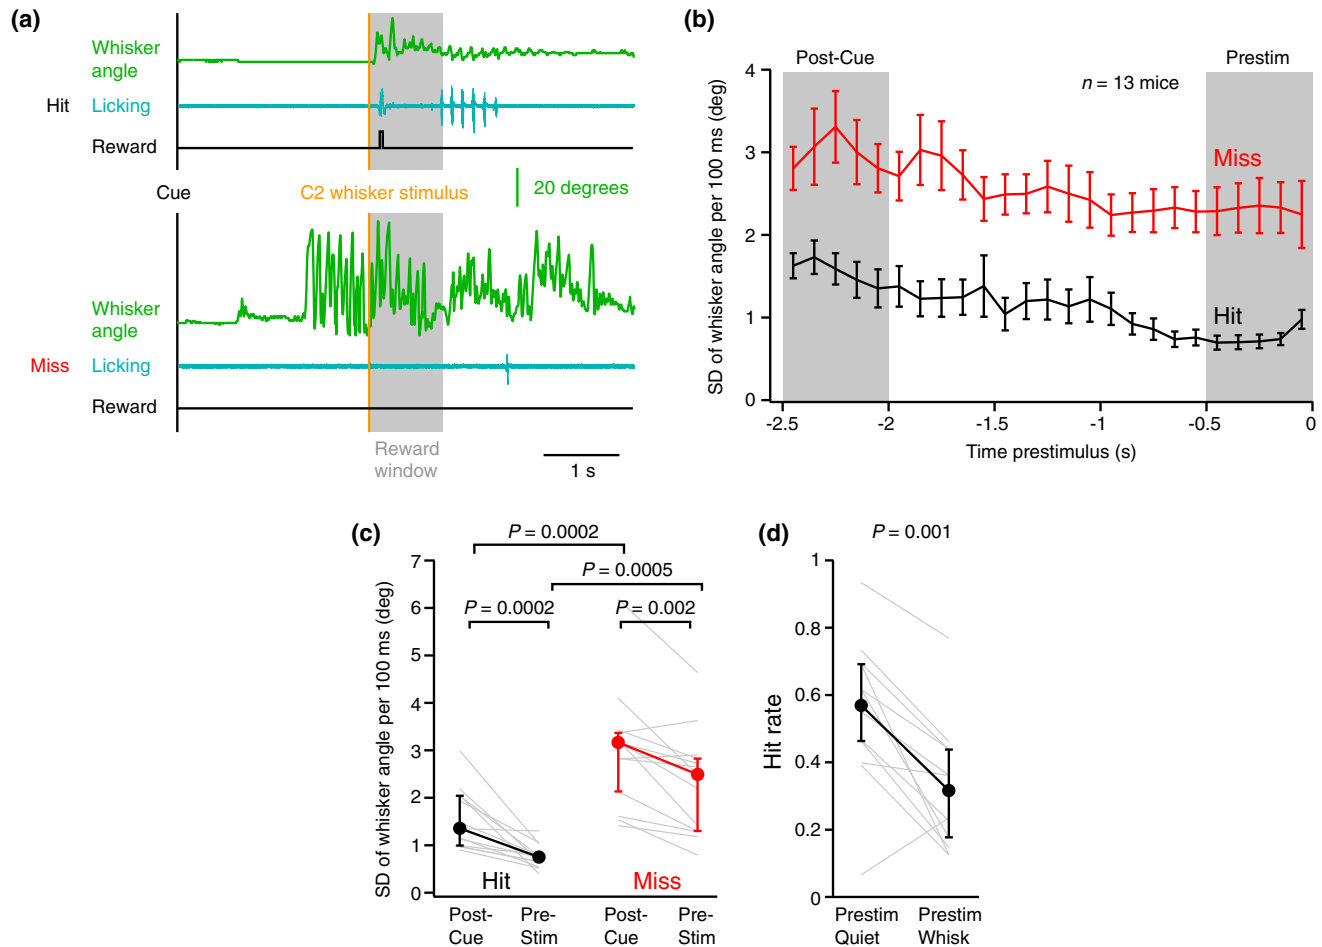 (a)
Whisker
angle
Hit
Licking
Reward
Cue
C2 whisker stimulus
20 degrees
Whisker
angle
Miss
Licking
Reward
Reward
window
1 s
(b)
Post-Cue
Prestim
n = 13 mice
Miss
Hit
SD of whisker angle per 100 ms (deg)
4
3
2
1
0
-2.5
-2
-1.5
-1
-0.5
0
Time prestimulus (s)
(c)
P = 0.0002
P = 0.0005
P = 0.0002
P = 0.002
SD of whisker angle per 100 ms (deg)
7
6
5
4
3
2
1
0
Hit
Miss
Post-
Cue
Pre-
Stim
Post-
Cue
Pre-
Stim
(d)
P = 0.001
Hit rate
1
0.8
0.6
0.4
0.2
0
Prestim
Quiet
Prestim
Whisk